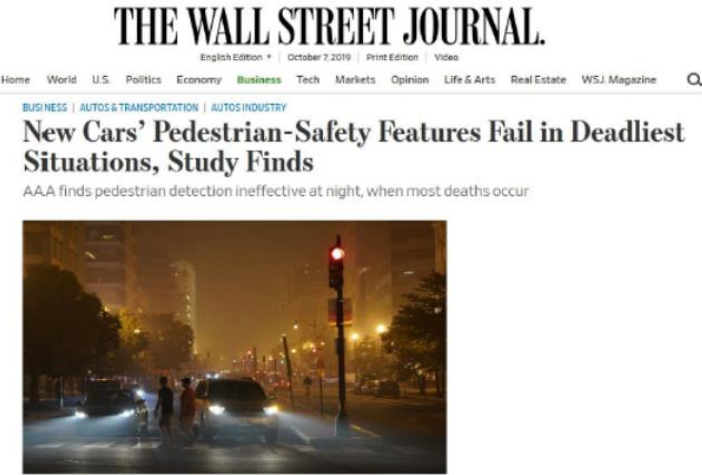 THE WALL STREET JOURNAL.
English Edition ▾ | October 7, 2019 | Print Edition | Video
Home World U.S. Politics Economy Business Tech Markets Opinion Life & Arts Real Estate WSJ. Magazine
BUSINESS | AUTOS & TRANSPORTATION | AUTOS INDUSTRY
New Cars’ Pedestrian-Safety Features Fail in Deadliest
Situations, Study Finds
AAA finds pedestrian detection ineffective at night, when most deaths occur